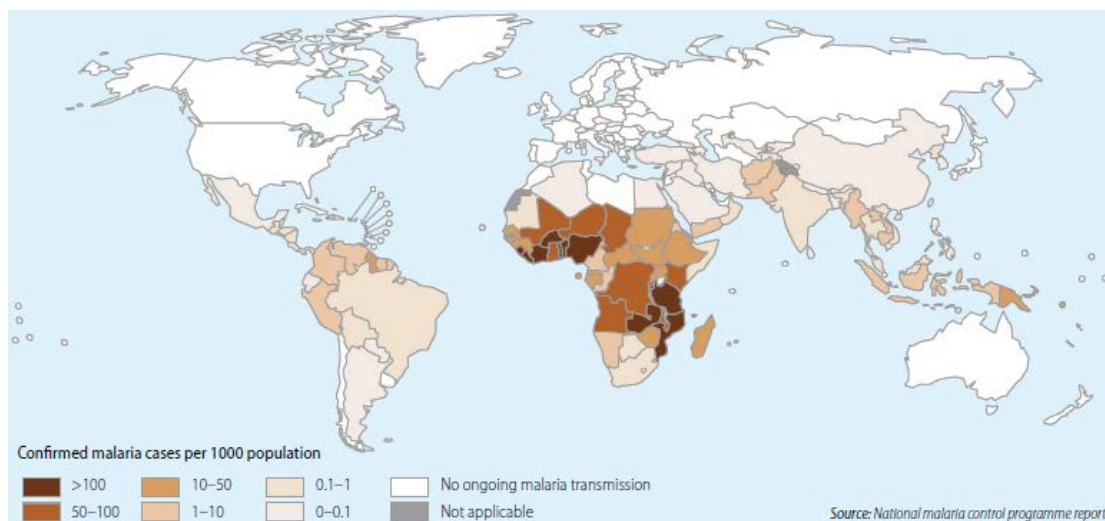 Confirmed malaria cases per 1000 population
>100 10–50 0.1–1 No ongoing malaria transmission
50–100 1–10 0–0.1 Not applicable
Source: National malaria control programme report